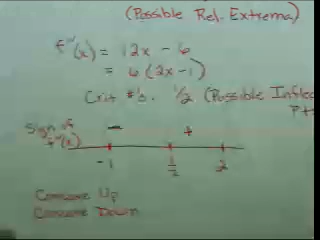 (Possible Rel. Extrema)
f''(x) = 12x - 6
= 6(2x-1)
Crit #'s. 1/2 (Possible Inflec
Pts
Sign of
f''(x)
- +
-1 1/2 2
Concave Up
Concave Down